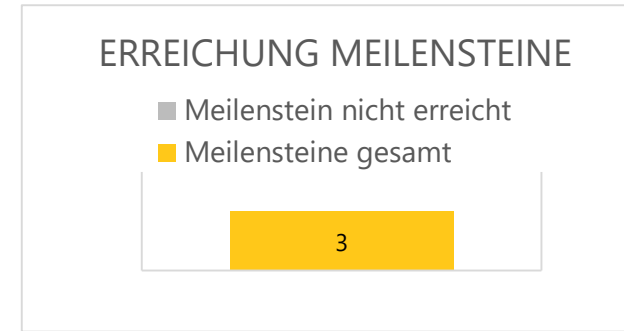 ERREICHUNG MEILENSTEINE
Meilenstein nicht erreicht
Meilensteine gesamt
3